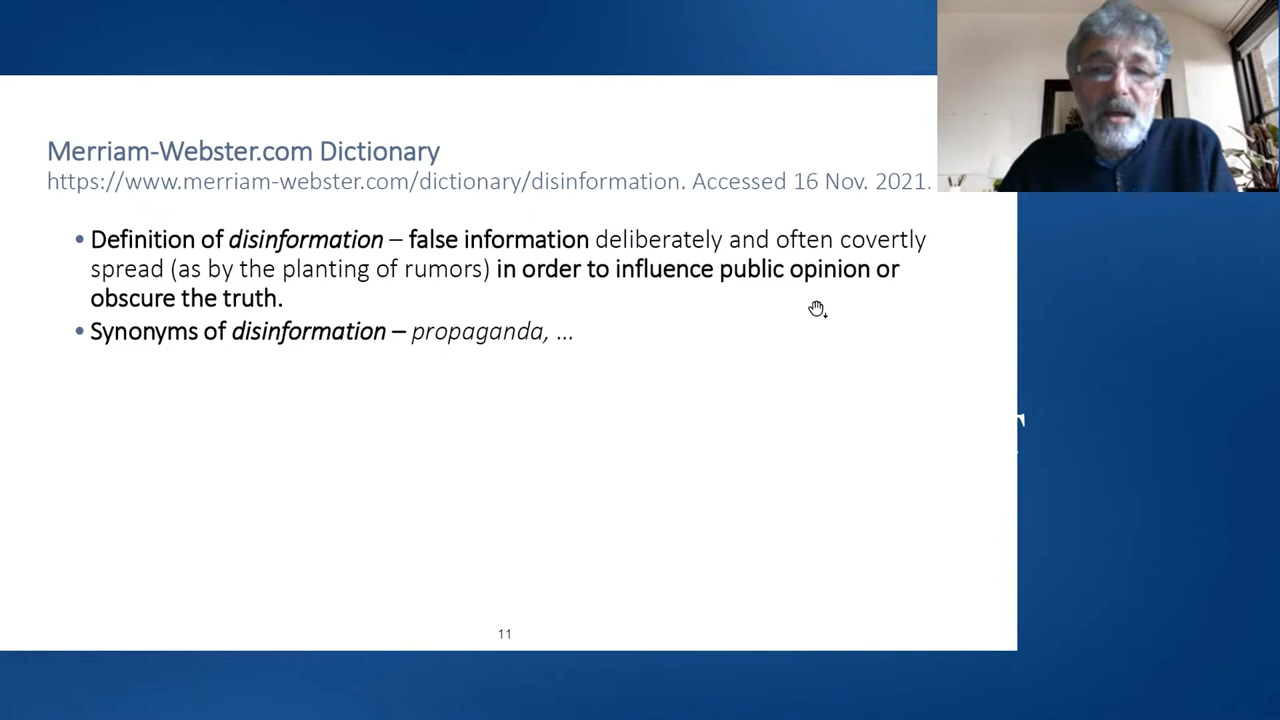 Merriam-Webster.com Dictionary
https://www.merriam-webster.com/dictionary/disinformation. Accessed 16 Nov. 2021.
• Definition of disinformation – false information deliberately and often covertly
spread (as by the planting of rumors) in order to influence public opinion or
obscure the truth.
• Synonyms of disinformation – propaganda, ...
11